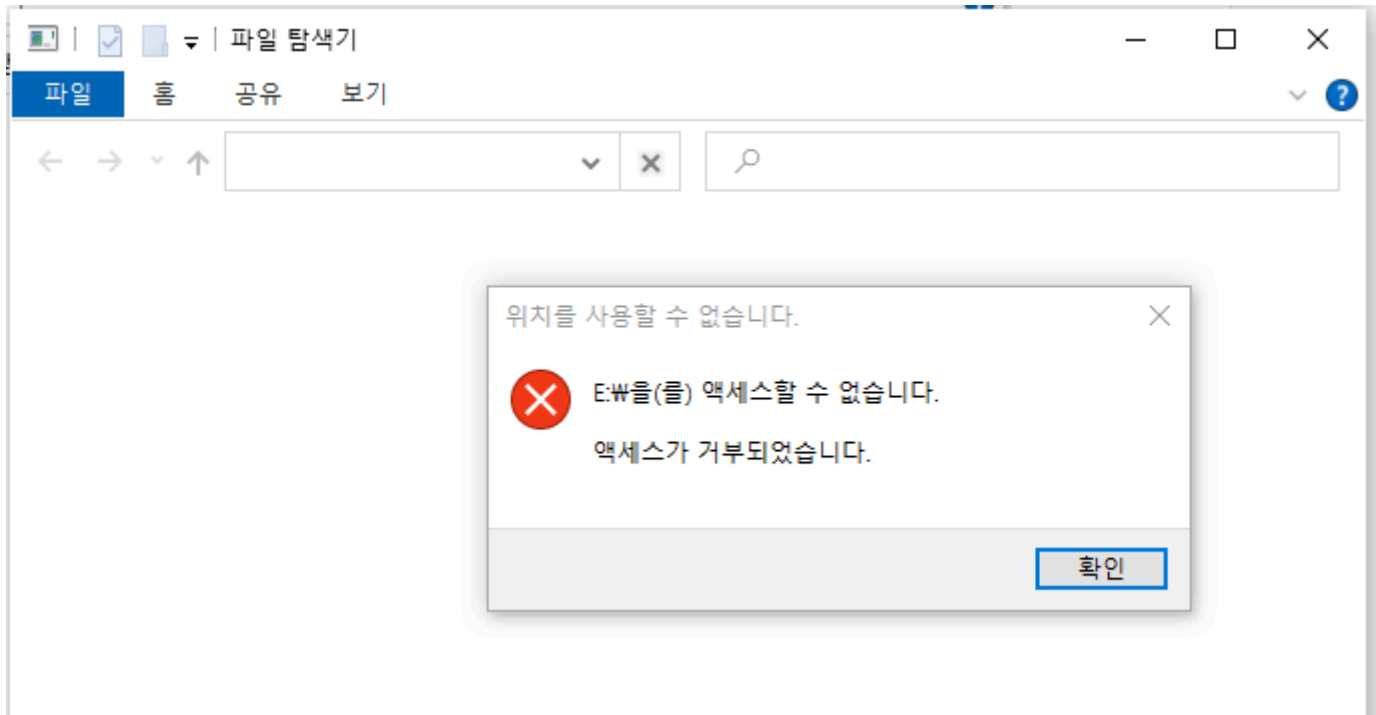 파일 탐색기
파일 홈 공유 보기
위치를 사용할 수 없습니다.
E:₩을(를) 액세스할 수 없습니다.
액세스가 거부되었습니다.
확인